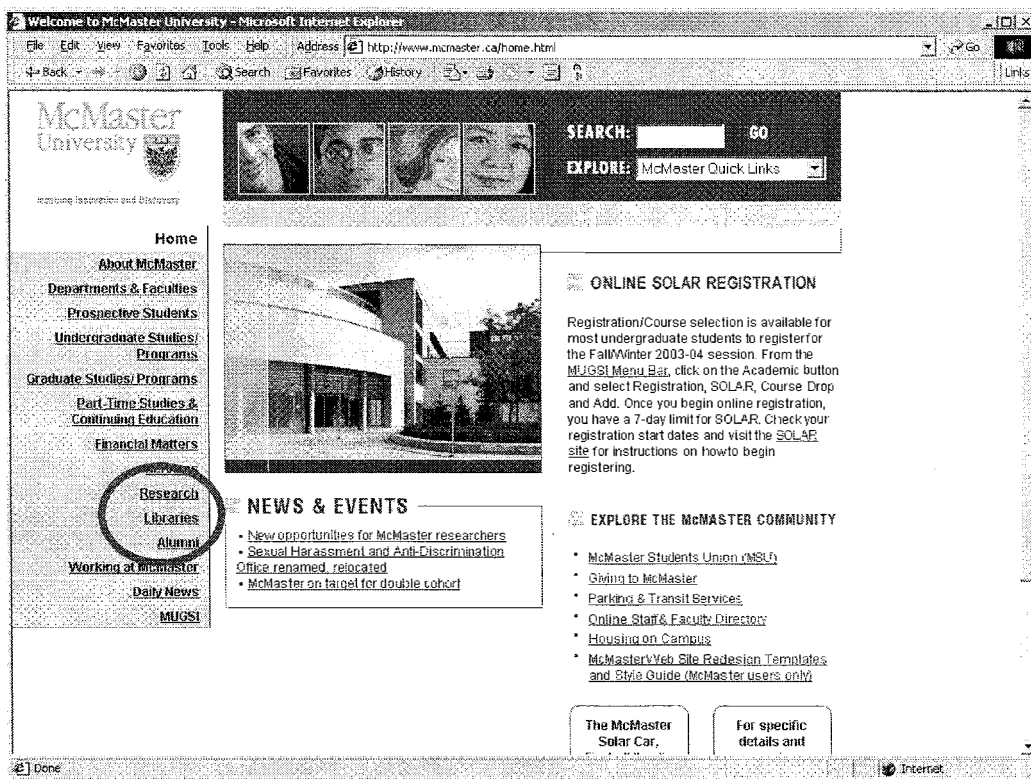 Welcome to McMaster University - Microsoft Internet Explorer
File Edit View Favorites Tools Help Address http://www.mcmaster.ca/home.html Go
Back Search Favorites History Links
McMaster
University
SEARCH: GO
EXPLORE: McMaster Quick Links
Home
About McMaster
Departments & Faculties
Prospective Students
Undergraduate Studies/
Programs
Graduate Studies/Programs
Part-Time Studies &
Continuing Education
Financial Matters
Research
Libraries
Alumni
Working at McMaster
Daily News
MUGSI
NEWS & EVENTS
• New opportunities for McMaster researchers
• Sexual Harassment and Anti-Discrimination
Office renamed, relocated
• McMaster on target for double cohort
ONLINE SOLAR REGISTRATION
Registration/Course selection is available for
most undergraduate students to register for
the Fall/Winter 2003-04 session. From the
MUGSI Menu Bar, click on the Academic button
and select Registration, SOLAR, Course Drop
and Add. Once you begin online registration,
you have a 7-day limit for SOLAR. Check your
registration start dates and visit the SOLAR
site for instructions on how to begin
registering.
EXPLORE THE McMASTER COMMUNITY
• McMaster Students Union (MSU)
• Giving to McMaster
• Parking & Transit Services
• Online Staff & Faculty Directory
• Housing on Campus
• McMaster Web Site Redesign Templates
and Style Guide (McMaster users only)
The McMaster
Solar Car,
For specific
details and
Done Internet